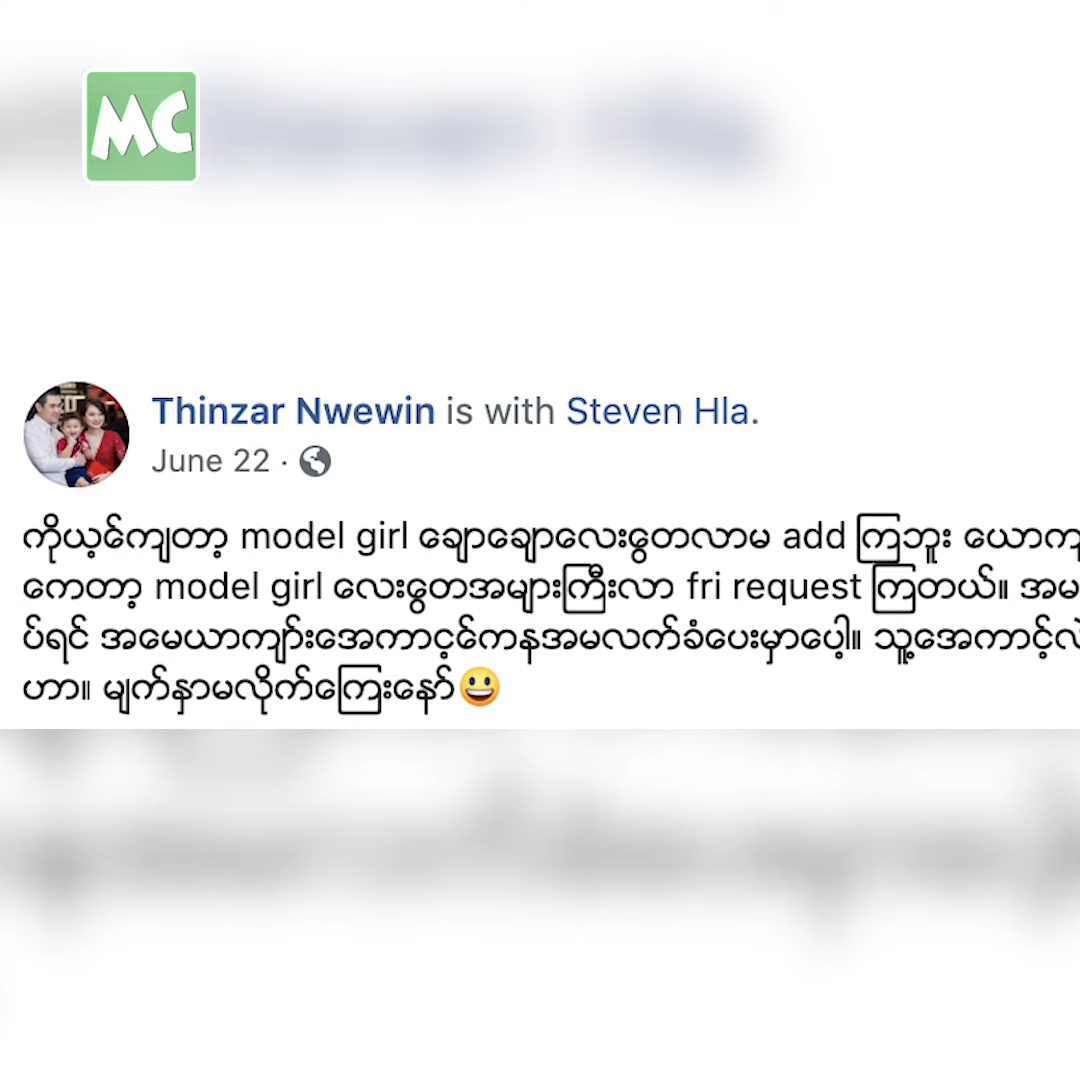 MC
Thinzar Nwewin is with Steven Hla.
June 22 ·
ကိုယ့်ကျတော့ model girl ချောချောလေးတွေလာမ add ကြဘူး ယောကျ
ကတော့ model girl လေးတွေအများကြီးလာ fri request ကြတယ်။ အမ
ပ်ရင် အမေယာကျာ်းအကောင့်ကေနအမလက်ခံပေးမှာပေါ့။ သူ့အကောင့်လဲ
ဟာ။ မျက်နှာမလိုက်ကြေးနော်😀